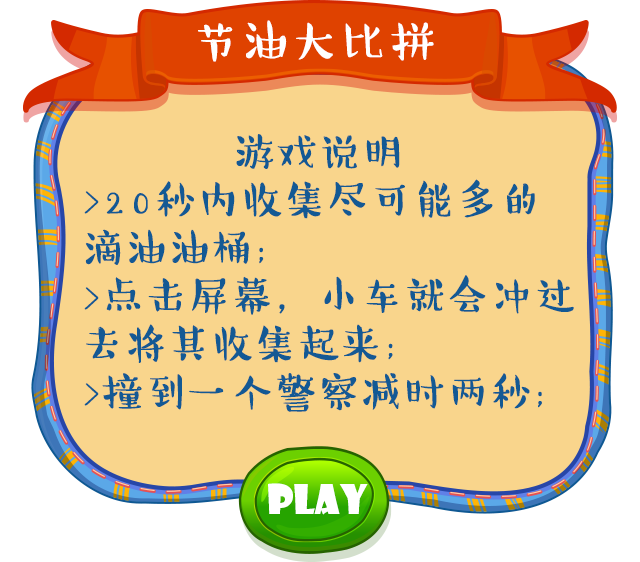 节油大比拼
游戏说明
>20秒内收集尽可能多的
滴油油桶;
>点击屏幕，小车就会冲过
去将其收集起来;
>撞到一个警察减时两秒;
PLAY